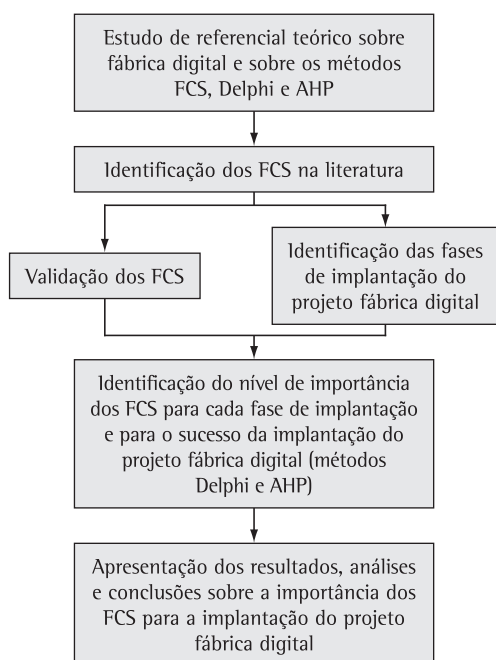 Estudo de referencial teórico sobre
fábrica digital e sobre os métodos
FCS, Delphi e AHP
Identificação dos FCS na literatura
Validação dos FCS
Identificação das fases
de implantação do
projeto fábrica digital
Identificação do nível de importância
dos FCS para cada fase de implantação
e para o sucesso da implantação do
projeto fábrica digital (métodos
Delphi e AHP)
Apresentação dos resultados, análises
e conclusões sobre a importância dos
FCS para a implantação do projeto
fábrica digital